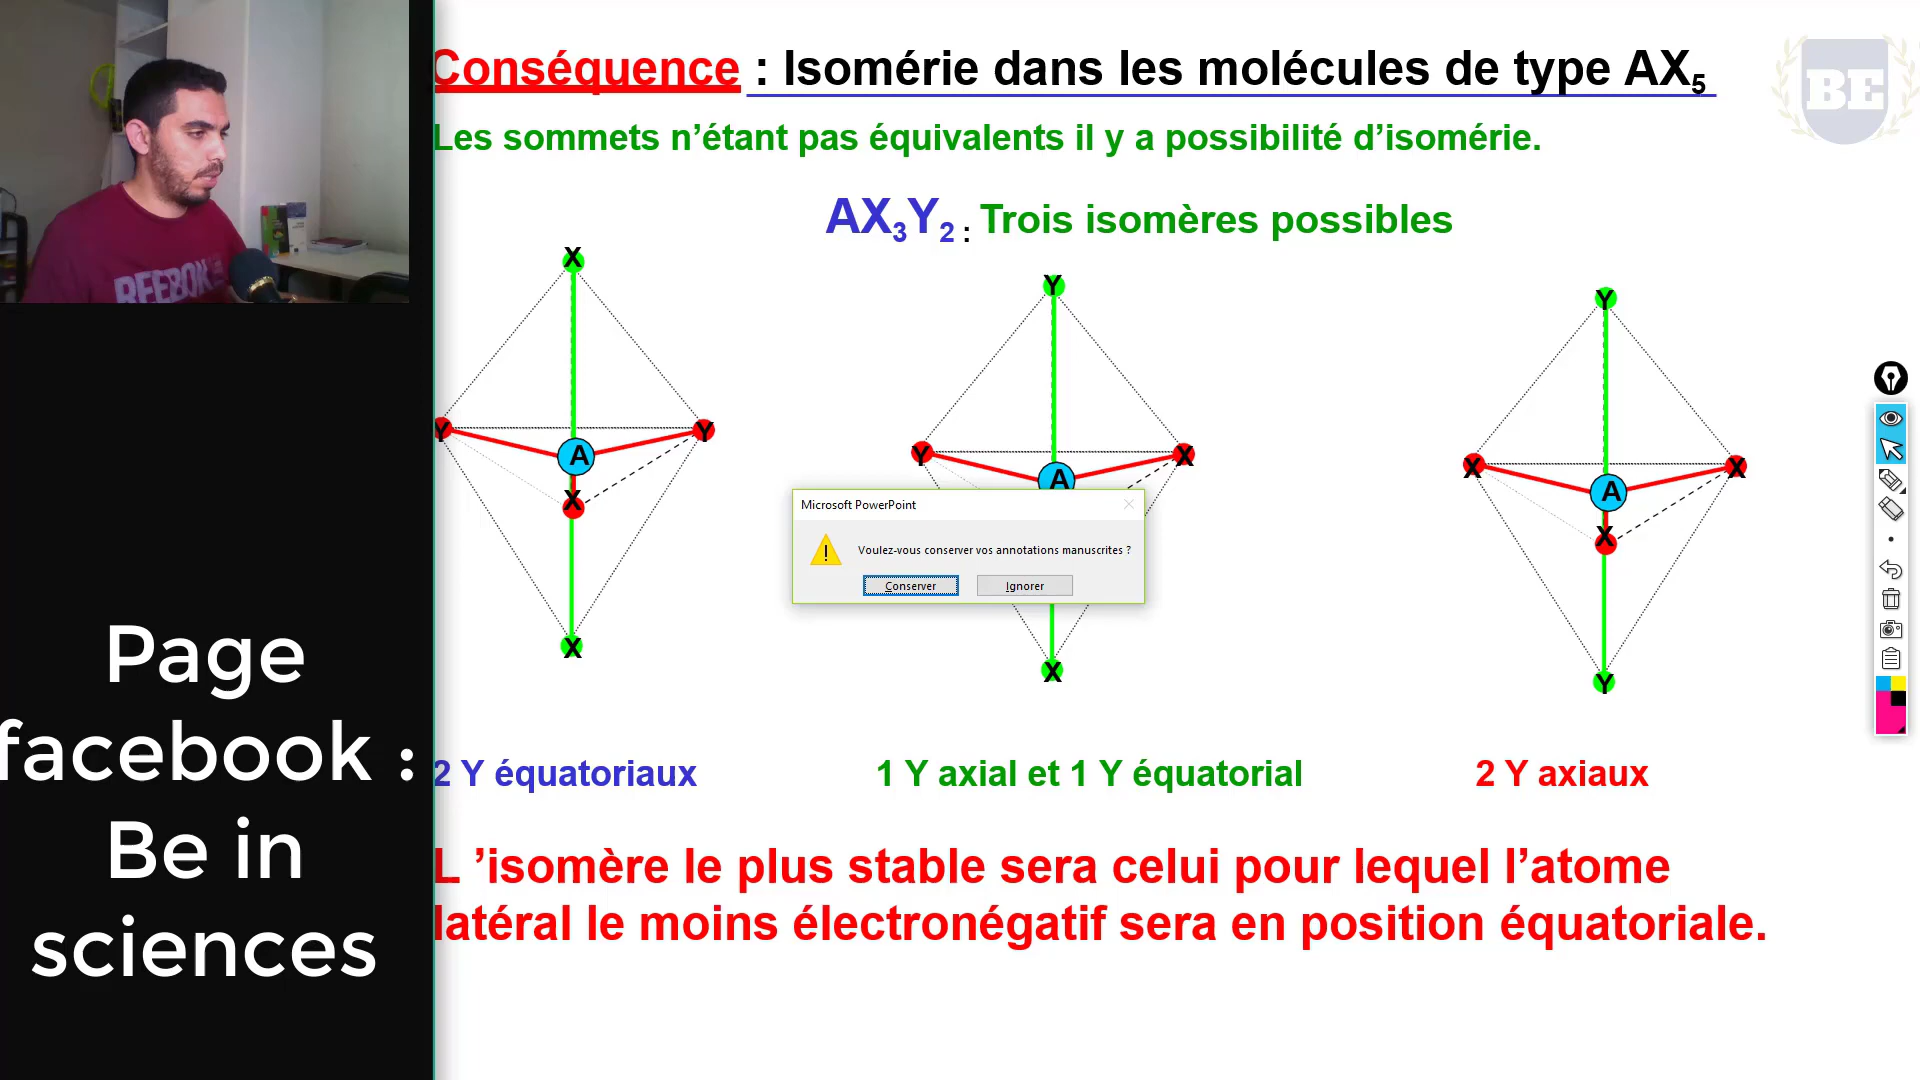 Conséquence : Isomérie dans les molécules de type AX5
BE
Les sommets n’étant pas équivalents il y a possibilité d’isomérie.
AX3Y2 : Trois isomères possibles
REEBOK
X
Y
Y
Y
Y
A
X
X
Y
X
A
X
X
A
X
X
X
Y
Microsoft PowerPoint
Voulez-vous conserver vos annotations manuscrites ?
Conserver
Ignorer
Page
facebook :
Be in
sciences
2 Y équatoriaux
1 Y axial et 1 Y équatorial
2 Y axiaux
L ’isomère le plus stable sera celui pour lequel l’atome
latéral le moins électronégatif sera en position équatoriale.